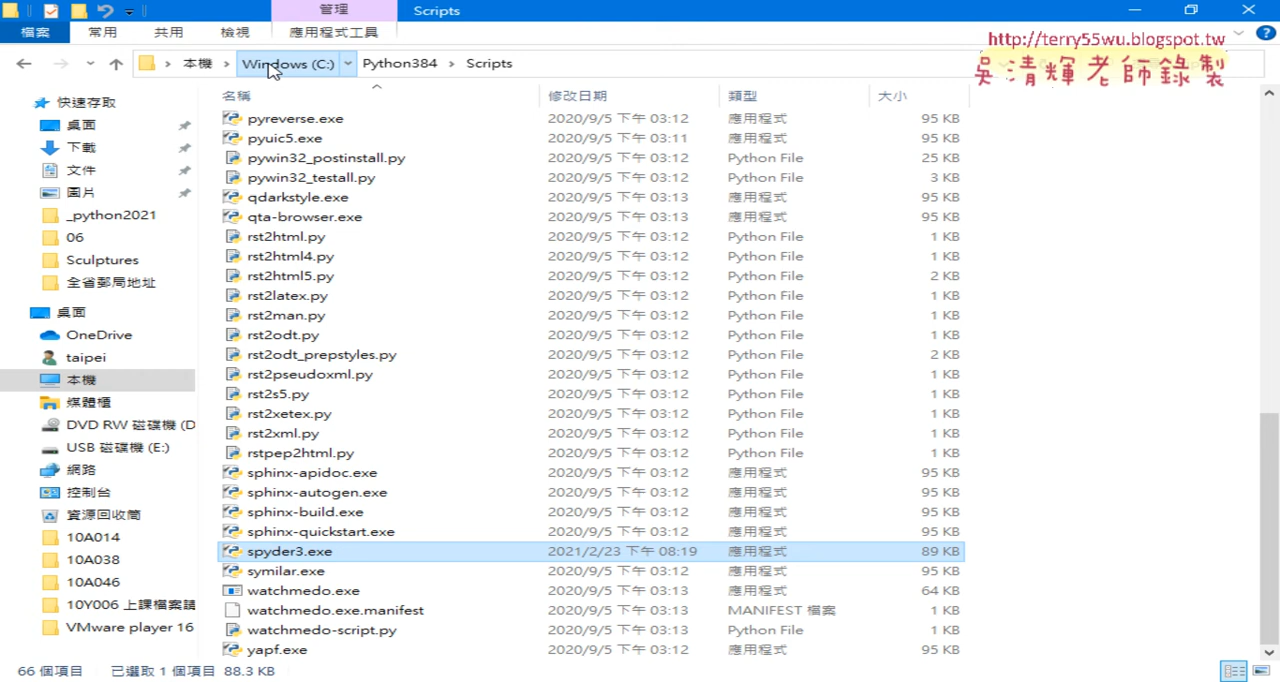 管理
Scripts
檔案
常用
共用
檢視
應用程式工具
http://terry55wu.blogspot.tw
吳清輝老師錄製
本機 > Windows (C:) Python384 > Scripts
名稱 修改日期 類型 大小
pyreverse.exe 2020/9/5 下午 03:12 應用程式 95 KB
pyuic5.exe 2020/9/5 下午 03:11 應用程式 95 KB
pywin32_postinstall.py 2020/9/5 下午 03:12 Python File 25 KB
pywin32_testall.py 2020/9/5 下午 03:12 Python File 3 KB
qdarkstyle.exe 2020/9/5 下午 03:13 應用程式 95 KB
qta-browser.exe 2020/9/5 下午 03:13 應用程式 95 KB
rst2html.py 2020/9/5 下午 03:12 Python File 1 KB
rst2html4.py 2020/9/5 下午 03:12 Python File 1 KB
rst2html5.py 2020/9/5 下午 03:12 Python File 2 KB
rst2latex.py 2020/9/5 下午 03:12 Python File 1 KB
rst2man.py 2020/9/5 下午 03:12 Python File 1 KB
rst2odt.py 2020/9/5 下午 03:12 Python File 1 KB
rst2odt_prepstyles.py 2020/9/5 下午 03:12 Python File 2 KB
rst2pseudoxml.py 2020/9/5 下午 03:12 Python File 1 KB
rst2s5.py 2020/9/5 下午 03:12 Python File 1 KB
rst2xetex.py 2020/9/5 下午 03:12 Python File 1 KB
rst2xml.py 2020/9/5 下午 03:12 Python File 1 KB
rstpep2html.py 2020/9/5 下午 03:12 Python File 1 KB
sphinx-apidoc.exe 2020/9/5 下午 03:12 應用程式 95 KB
sphinx-autogen.exe 2020/9/5 下午 03:12 應用程式 95 KB
sphinx-build.exe 2020/9/5 下午 03:12 應用程式 95 KB
sphinx-quickstart.exe 2020/9/5 下午 03:12 應用程式 95 KB
spyder3.exe 2021/2/23 下午 08:19 應用程式 89 KB
symilar.exe 2020/9/5 下午 03:12 應用程式 95 KB
watchmedo.exe 2020/9/5 下午 03:13 應用程式 64 KB
watchmedo.exe.manifest 2020/9/5 下午 03:13 MANIFEST 檔案 1 KB
watchmedo-script.py 2020/9/5 下午 03:13 Python File 1 KB
yapf.exe 2020/9/5 下午 03:12 應用程式 95 KB
快速存取
桌面
下載
文件
圖片
_python2021
06
Sculptures
全省郵局地址
桌面
OneDrive
taipei
本機
媒體櫃
DVD RW 磁碟機 (D
USB 磁碟機 (E:)
網路
控制台
資源回收筒
10A014
10A038
10A046
10Y006 上課檔案請
VMware player 16
66 個項目 已選取 1 個項目 88.3 KB